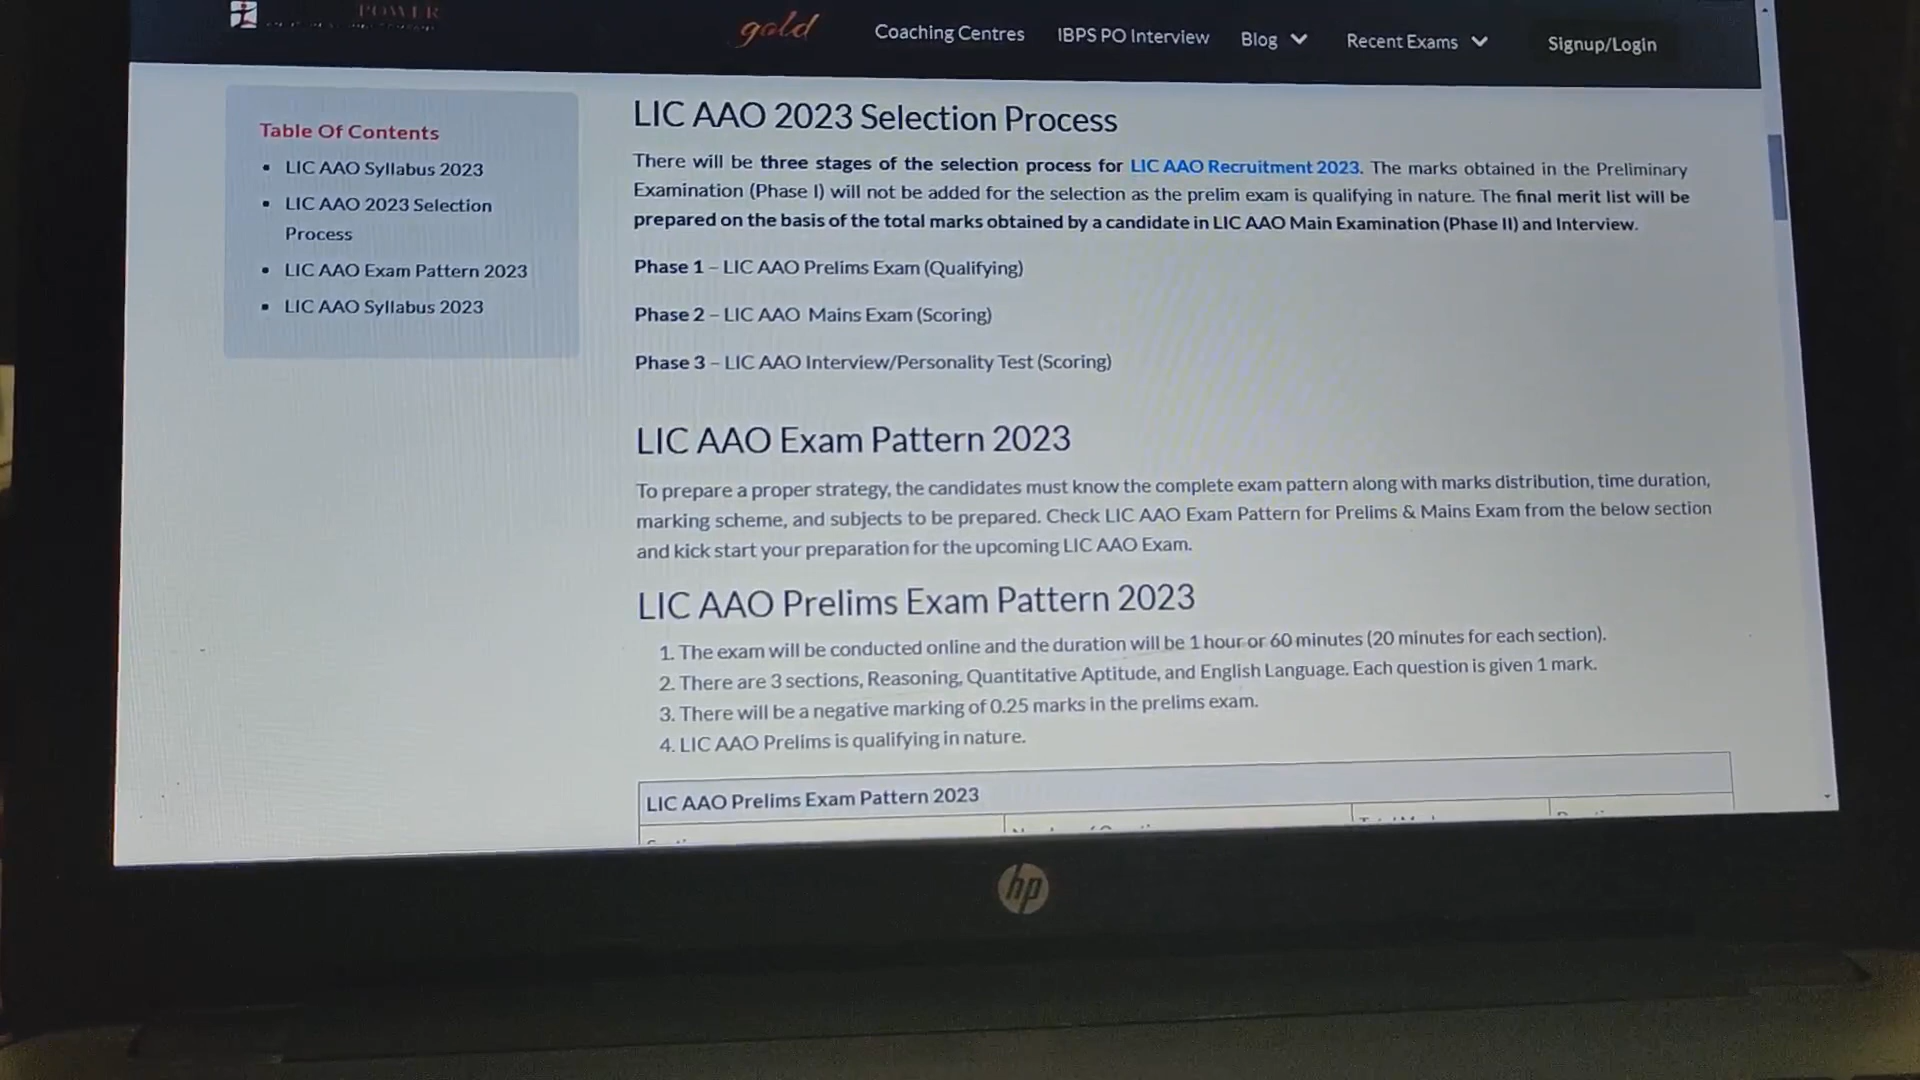 POWER
gold
Coaching Centres
IBPS PO Interview
Blog
Recent Exams
Signup/Login
Table Of Contents
LIC AAO Syllabus 2023
LIC AAO 2023 Selection
Process
LIC AAO Exam Pattern 2023
LIC AAO Syllabus 2023
LIC AAO 2023 Selection Process
There will be three stages of the selection process for LIC AAO Recruitment 2023. The marks obtained in the Preliminary
Examination (Phase I) will not be added for the selection as the prelim exam is qualifying in nature. The final merit list will be
prepared on the basis of the total marks obtained by a candidate in LIC AAO Main Examination (Phase II) and Interview.
Phase 1 – LIC AAO Prelims Exam (Qualifying)
Phase 2 – LIC AAO Mains Exam (Scoring)
Phase 3 – LIC AAO Interview/Personality Test (Scoring)
LIC AAO Exam Pattern 2023
To prepare a proper strategy, the candidates must know the complete exam pattern along with marks distribution, time duration,
marking scheme, and subjects to be prepared. Check LIC AAO Exam Pattern for Prelims & Mains Exam from the below section
and kick start your preparation for the upcoming LIC AAO Exam.
LIC AAO Prelims Exam Pattern 2023
1. The exam will be conducted online and the duration will be 1 hour or 60 minutes (20 minutes for each section).
2. There are 3 sections, Reasoning, Quantitative Aptitude, and English Language. Each question is given 1 mark.
3. There will be a negative marking of 0.25 marks in the prelims exam.
4. LIC AAO Prelims is qualifying in nature.
LIC AAO Prelims Exam Pattern 2023
hp